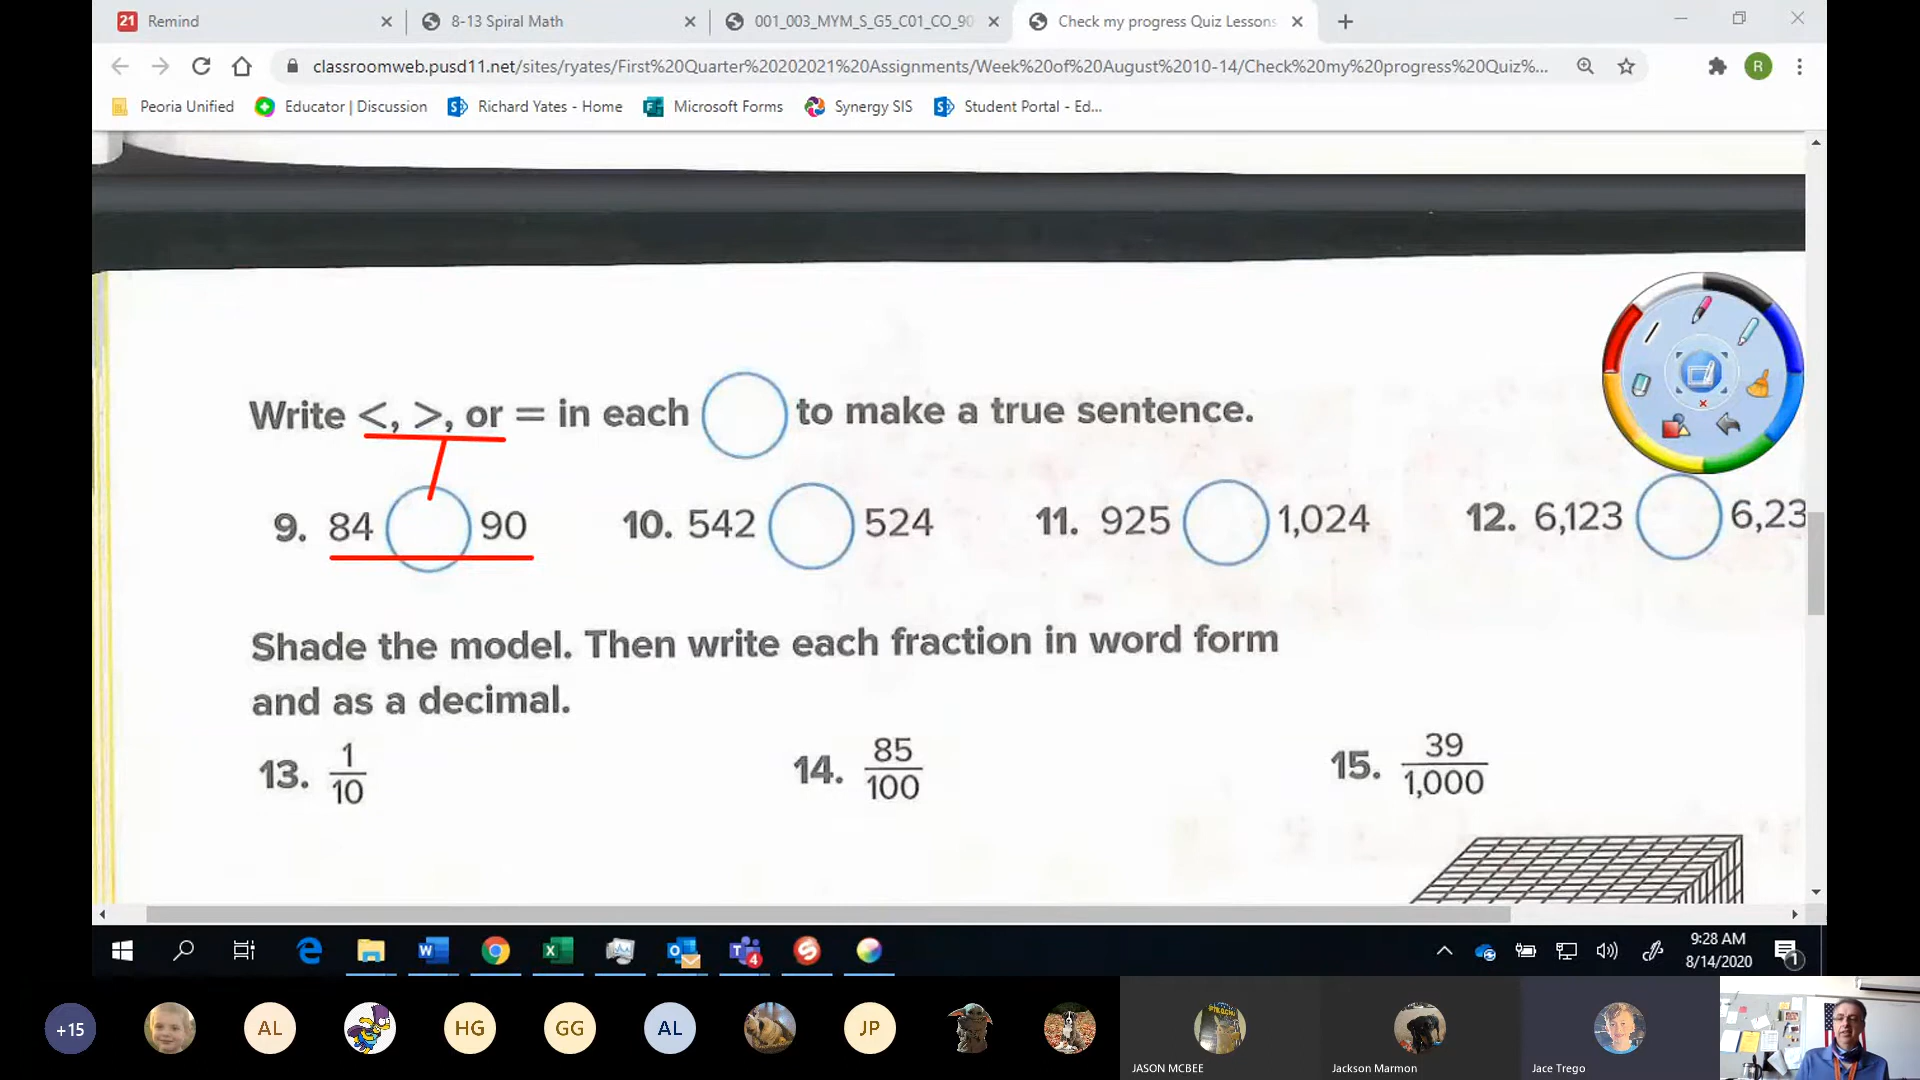 21 Remind
8-13 Spiral Math
001_003_MYM_S_G5_C01_CO_90
Check my progress Quiz Lessons
classroomweb.pusd11.net/sites/ryates/First%20Quarter%20202021%20Assignments/Week%20of%20August%2010-14/Check%20my%20progress%20Quiz%...
R
Peoria Unified
Educator | Discussion
Richard Yates - Home
Microsoft Forms
Synergy SIS
Student Portal - Ed...
Write <, >, or = in each to make a true sentence.
9. 84 90 10. 542 524 11. 925 1,024 12. 6,123 6,23
Shade the model. Then write each fraction in word form
and as a decimal.
13. 1/10 14. 85/100 15. 39/1,000
9:28 AM
8/14/2020
4
1
+15 AL HG GG AL JP
JASON MCBEE Jackson Marmon Jace Trego